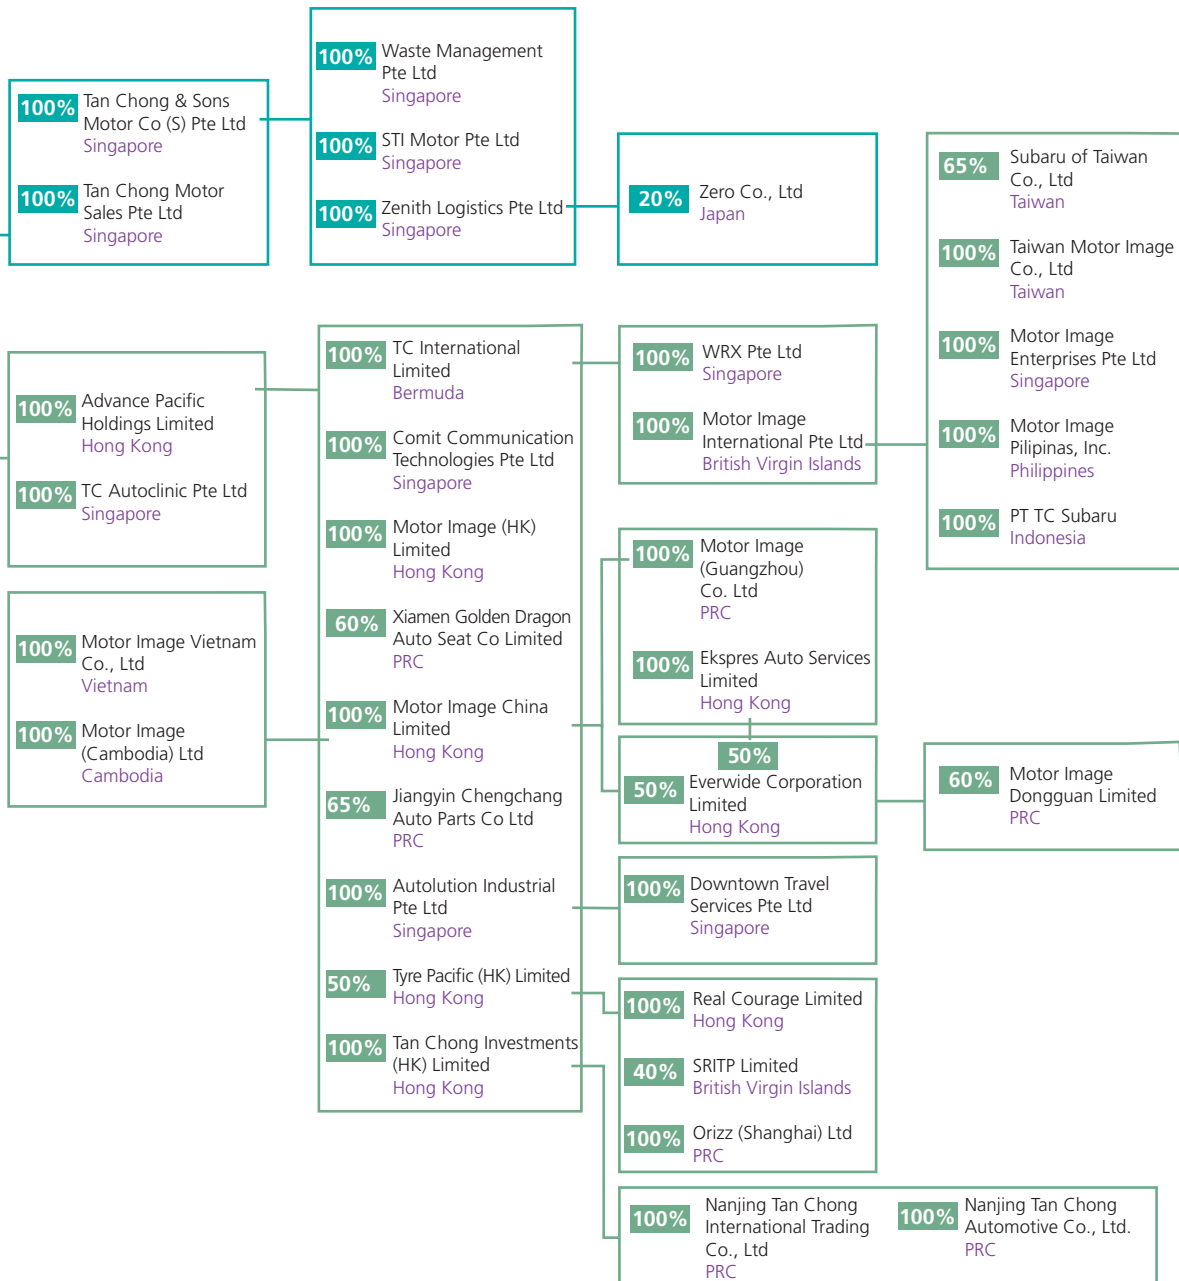 100%
Tan Chong & Sons
Motor Co (S) Pte Ltd
Singapore
100%
Tan Chong Motor
Sales Pte Ltd
Singapore
100%
Waste Management
Pte Ltd
Singapore
100%
STI Motor Pte Ltd
Singapore
100%
Zenith Logistics Pte Ltd
Singapore
20%
Zero Co., Ltd
Japan
65%
Subaru of Taiwan
Co., Ltd
Taiwan
100%
Taiwan Motor Image
Co., Ltd
Taiwan
100%
Motor Image
Enterprises Pte Ltd
Singapore
100%
Motor Image
Pilipinas, Inc.
Philippines
100%
PT TC Subaru
Indonesia
100%
Advance Pacific
Holdings Limited
Hong Kong
100%
TC Autoclinic Pte Ltd
Singapore
100%
Motor Image Vietnam
Co., Ltd
Vietnam
100%
Motor Image
(Cambodia) Ltd
Cambodia
100%
TC International
Limited
Bermuda
100%
Comit Communication
Technologies Pte Ltd
Singapore
100%
Motor Image (HK)
Limited
Hong Kong
60%
Xiamen Golden Dragon
Auto Seat Co Limited
PRC
100%
Motor Image China
Limited
Hong Kong
65%
Jiangyin Chengchang
Auto Parts Co Ltd
PRC
100%
Autolution Industrial
Pte Ltd
Singapore
50%
Tyre Pacific (HK) Limited
Hong Kong
100%
Tan Chong Investments
(HK) Limited
Hong Kong
100%
WRX Pte Ltd
Singapore
100%
Motor Image
International Pte Ltd
British Virgin Islands
100%
Motor Image
(Guangzhou)
Co. Ltd
PRC
100%
Ekspres Auto Services
Limited
Hong Kong
50%
50%
Everwide Corporation
Limited
Hong Kong
60%
Motor Image
Dongguan Limited
PRC
100%
Downtown Travel
Services Pte Ltd
Singapore
100%
Real Courage Limited
Hong Kong
40%
SRITP Limited
British Virgin Islands
100%
Orizz (Shanghai) Ltd
PRC
100%
Nanjing Tan Chong
International Trading
Co., Ltd
PRC
100%
Nanjing Tan Chong
Automotive Co., Ltd.
PRC